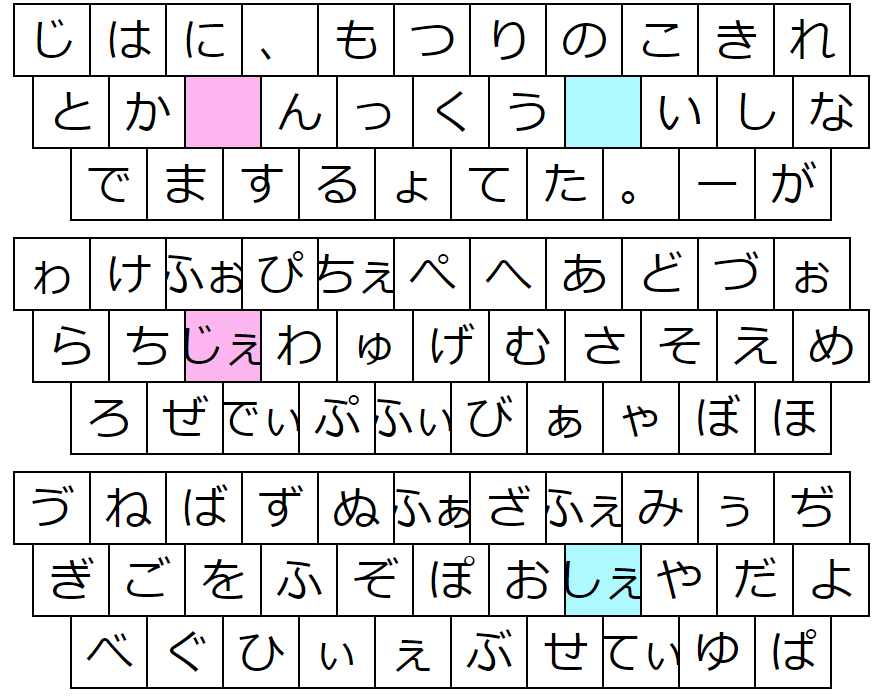 じ は に 、 も つ り の こ き れ
と か ん っ く う い し な
で ま す る ょ て た 。 ー が
ゎ け ふぉ ぴ ちぇ ぺ へ あ ど づ ぉ
ら ち じぇ わ ゅ げ む さ そ え め
ろ ぜ でぃ ぷ ふぃ び ぁ ゃ ぼ ほ
ゔ ね ば ず ぬ ふぁ ざ ふぇ み ぅ ぢ
ぎ ご を ふ ぞ ぽ お しぇ や だ よ
べ ぐ ひ ぃ ぇ ぶ せ てぃ ゆ ぱ